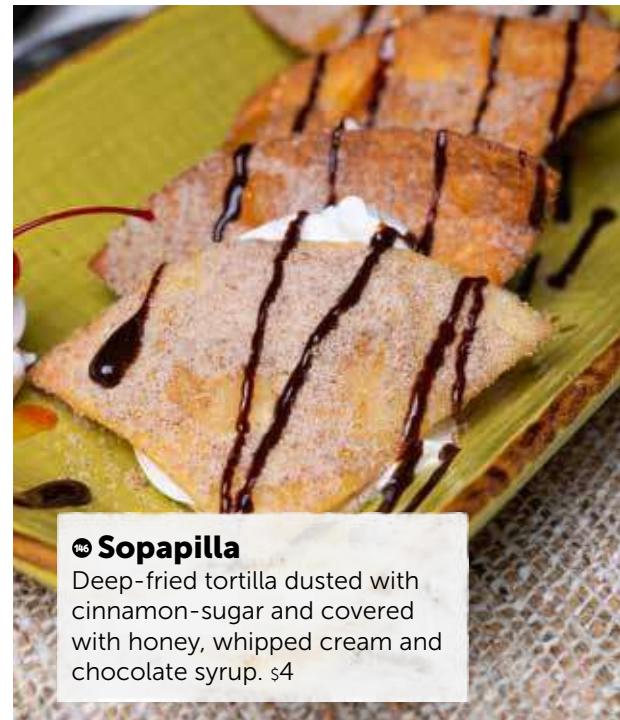 146 Sopapilla
Deep-fried tortilla dusted with
cinnamon-sugar and covered
with honey, whipped cream and
chocolate syrup. $4